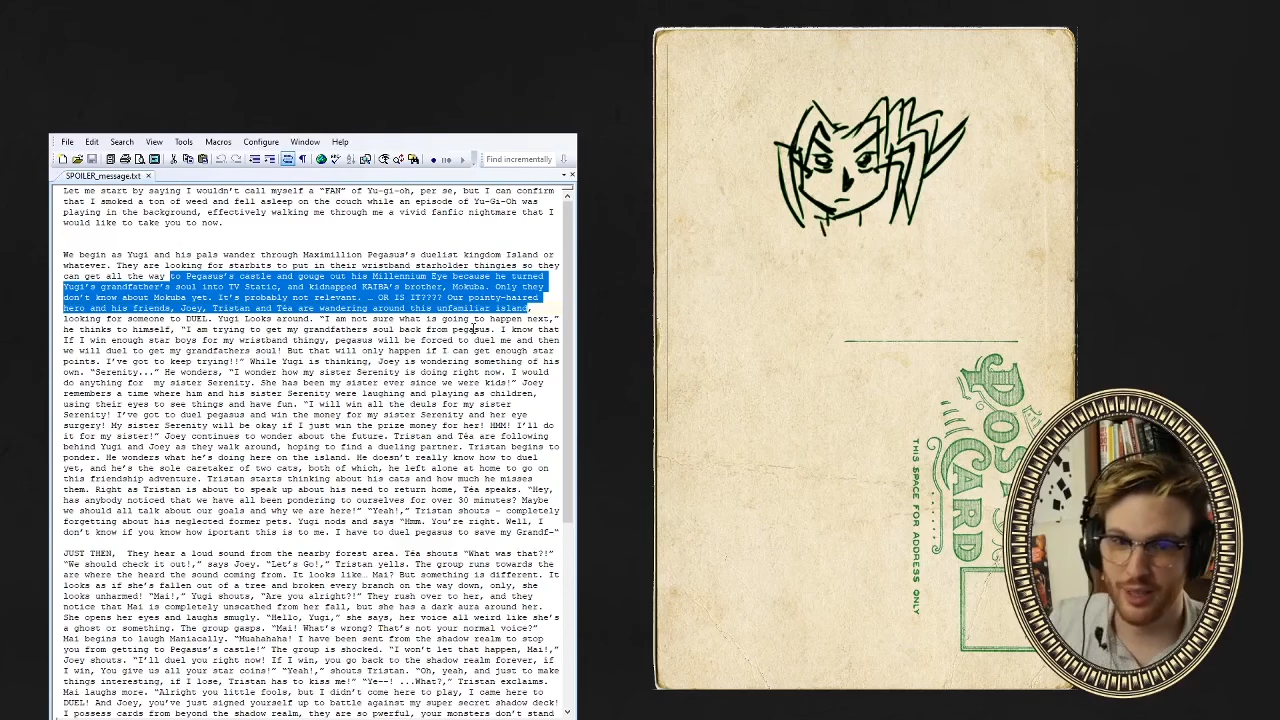 File Edit Search View Tools Macros Configure Window Help
Find incrementally
SPOILER_message.txt
Let me start by saying I wouldn't call myself a "FAN" of Yu-gi-oh, per se, but I can confirm
that I smoked a ton of weed and fell asleep on the couch while an episode of Yu-Gi-Oh was
playing in the background, effectively walking me through me a vivid fanfic nightmare that I
would like to take you to now.
We begin as Yugi and his pals wander through Maximillion Pegasus's duelist kingdom Island or
whatever. They are looking for starbits to put in their wristband starholder thingies so they
can get all the way to Pegasus's castle and gouge out his Millennium Eye because he turned
Yugi's grandfather's soul into TV Static, and kidnapped KAIBA's brother, Mokuba. Only they
don't know about Mokuba yet. It's probably not relevant. … OR IS IT???? Our pointy-haired
hero and his friends, Joey, Tristan and Téa are wandering around this unfamiliar island,
looking for someone to DUEL. Yugi Looks around. "I am not sure what is going to happen next,"
he thinks to himself, "I am trying to get my grandfathers soul back from pegasus. I know that
If I win enough star boys for my wristband thingy, pegasus will be forced to duel me and then
we will duel to get my grandfathers soul! But that will only happen if I can get enough star
points. I've got to keep trying!!" While Yugi is thinking, Joey is wondering something of his
own. "Serenity..." He wonders, "I wonder how my sister Serenity is doing right now. I would
do anything for  my sister Serenity. She has been my sister ever since we were kids!" Joey
remembers a time where him and his sister Serenity were laughing and playing as children,
using their eyes to see things and have fun. "I will win all the deuls for my sister
Serenity! I've got to duel pegasus and win the money for my sister Serenity and her eye
surgery! My sister Serenity will be okay if I just win the prize money for her! HMM! I'll do
it for my sister!" Joey continues to wonder about the future. Tristan and Téa are following
behind Yugi and Joey as they walk around, hoping to find a dueling partner. Tristan begins to
ponder. He wonders what he's doing here on the island. He doesn't really know how to duel
yet, and he's the sole caretaker of two cats, both of which, he left alone at home to go on
this friendship adventure. Tristan starts thinking about his cats and how much he misses
them. Right as Tristan is about to speak up about his need to return home, Téa speaks. "Hey,
has anybody noticed that we have all been pondering to ourselves for over 30 minutes? Maybe
we should all talk about our goals and why we are here!" "Yeah!," Tristan shouts - completely
forgetting about his neglected former pets. Yugi nods and says "Hmm. You're right. Well, I
don't know if you know how iportant this is to me. I have to duel pegasus to save my Grandf-"
JUST THEN,  They hear a loud sound from the nearby forest area. Téa shouts "What was that?!"
"We should check it out!," says Joey. "Let's Go!," Tristan yells. The group runs towards the
are where the heard the sound coming from. It looks like… Mai? But something is different. It
looks as if she's fallen out of a tree and broken every branch on the way down, only, she
looks unharmed! "Mai!," Yugi shouts, "Are you alright?!" They rush over to her, and they
notice that Mai is completely unscathed from her fall, but she has a dark aura around her.
She opens her eyes and laughs smugly. "Hello, Yugi," she says, her voice all weird like she's
a ghost or something. The group gasps. "Mai! What's wrong? That's not your normal voice?"
Mai begins to laugh Maniacally. "Muahahaha! I have been sent from the shadow realm to stop
you from getting to Pegasus's castle!" The group is shocked. "I won't let that happen, Mai!,"
Joey shouts. "I'll duel you right now! If I win, you go back to the shadow realm forever, if
I win, You give us all your star coins!" "Yeah!," shouts Tristan. "Oh, yeah, and just to make
things interesting, if I lose, Tristan has to kiss me!" "Ye--! ...What?," Tristan exclaims.
Mai laughs more. "Alright you little fools, but I didn't come here to play, I came here to
DUEL! And Joey, you've just signed yourself up to battle against my super secret shadow deck!
I possess cards from beyond the shadow realm, they are so pwerful, your monsters don't stand
POST
CARD
THIS SPACE FOR ADDRESS ONLY